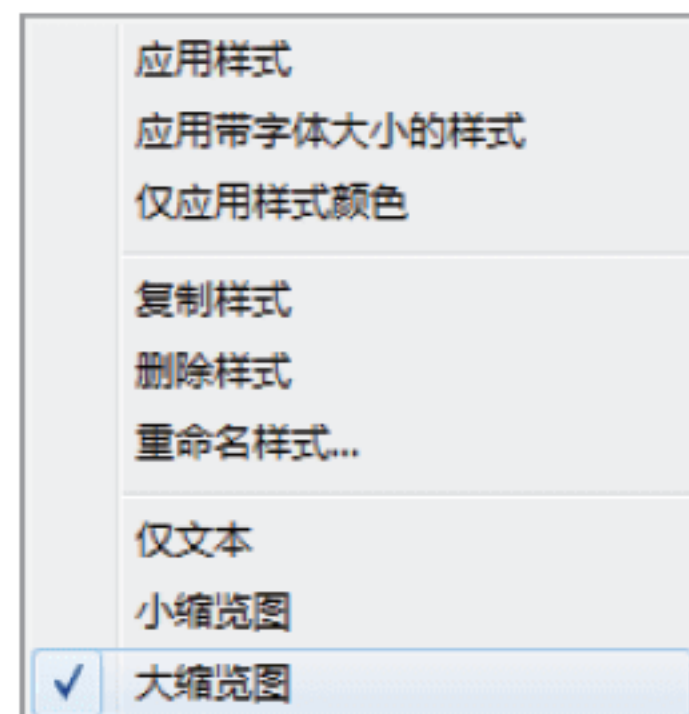 应用样式
应用带字体大小的样式
仅应用样式颜色
复制样式
删除样式
重命名样式...
仅文本
小缩览图
大缩览图